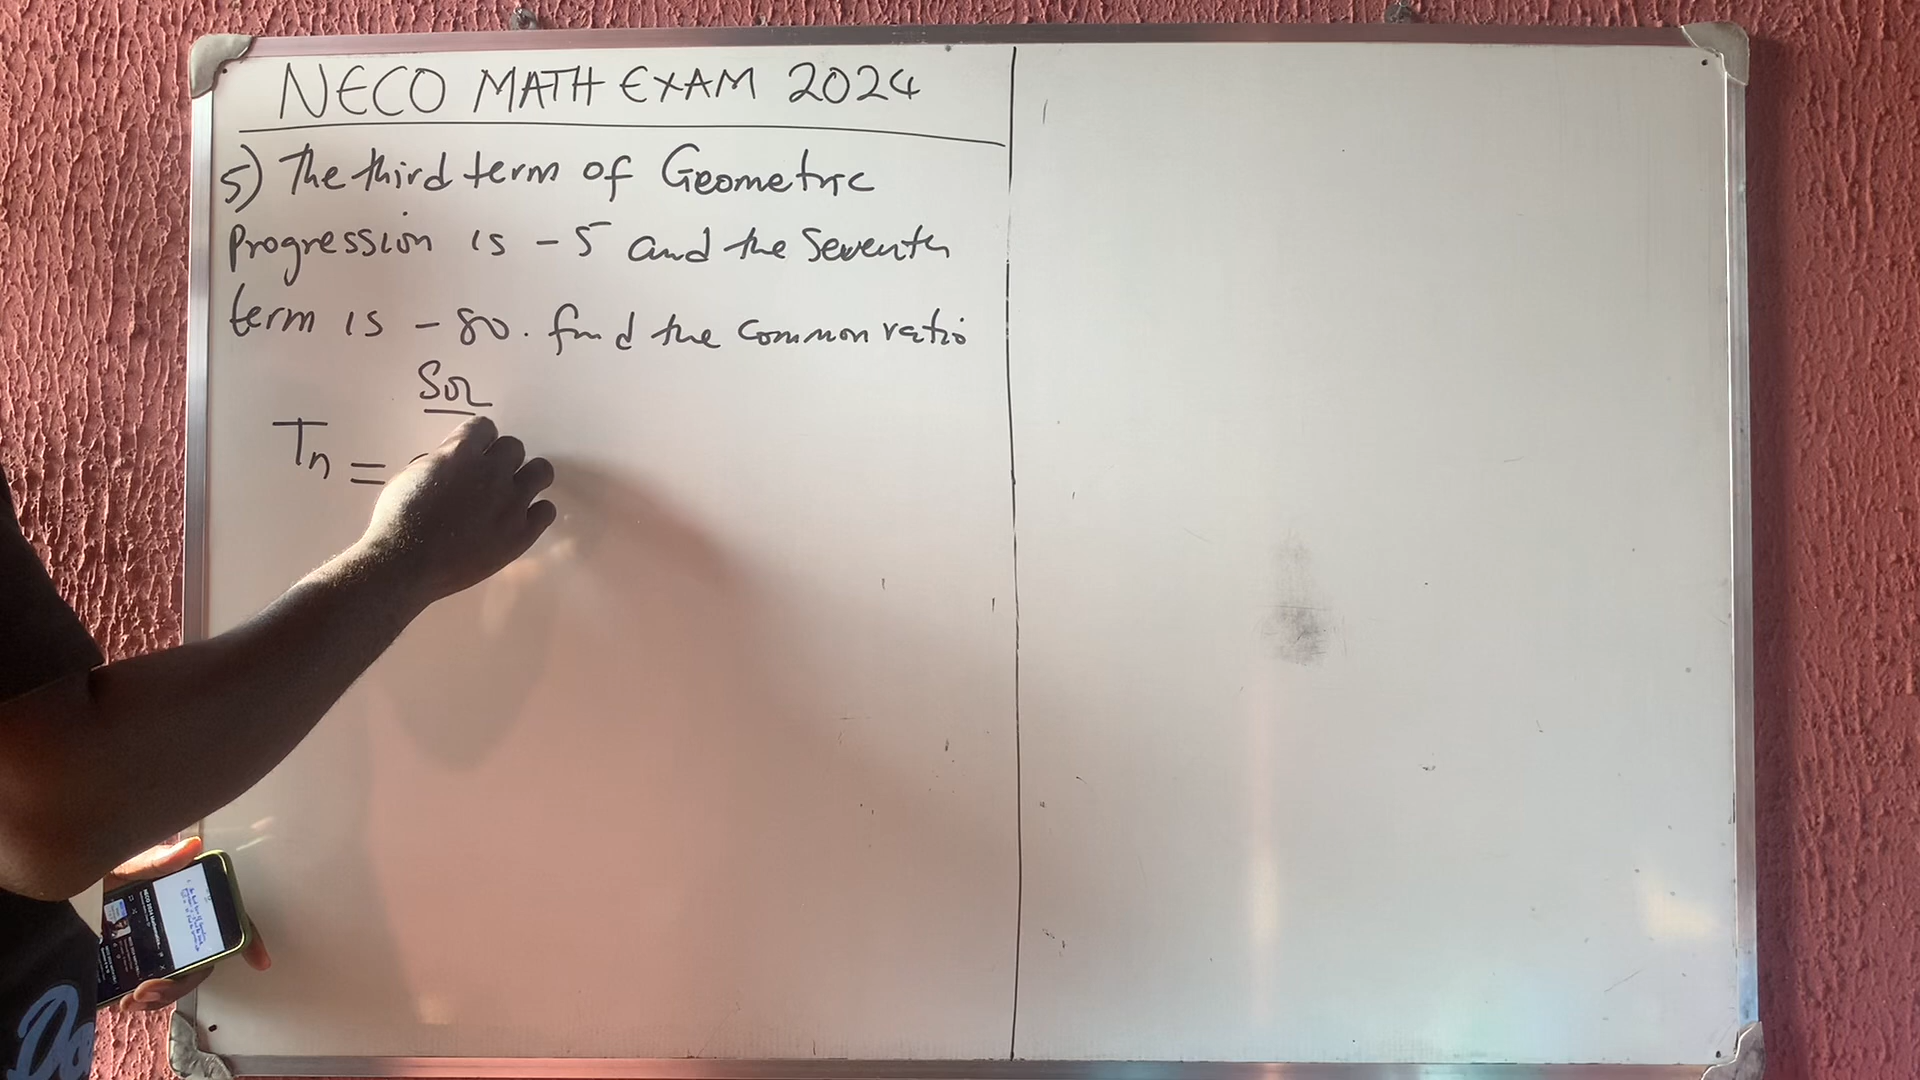 NECO MATH EXAM 2024
5) The third term of Geometric
Progression is -5 and the Seventh
term is -80. find the common ratio
Sol
Tn =